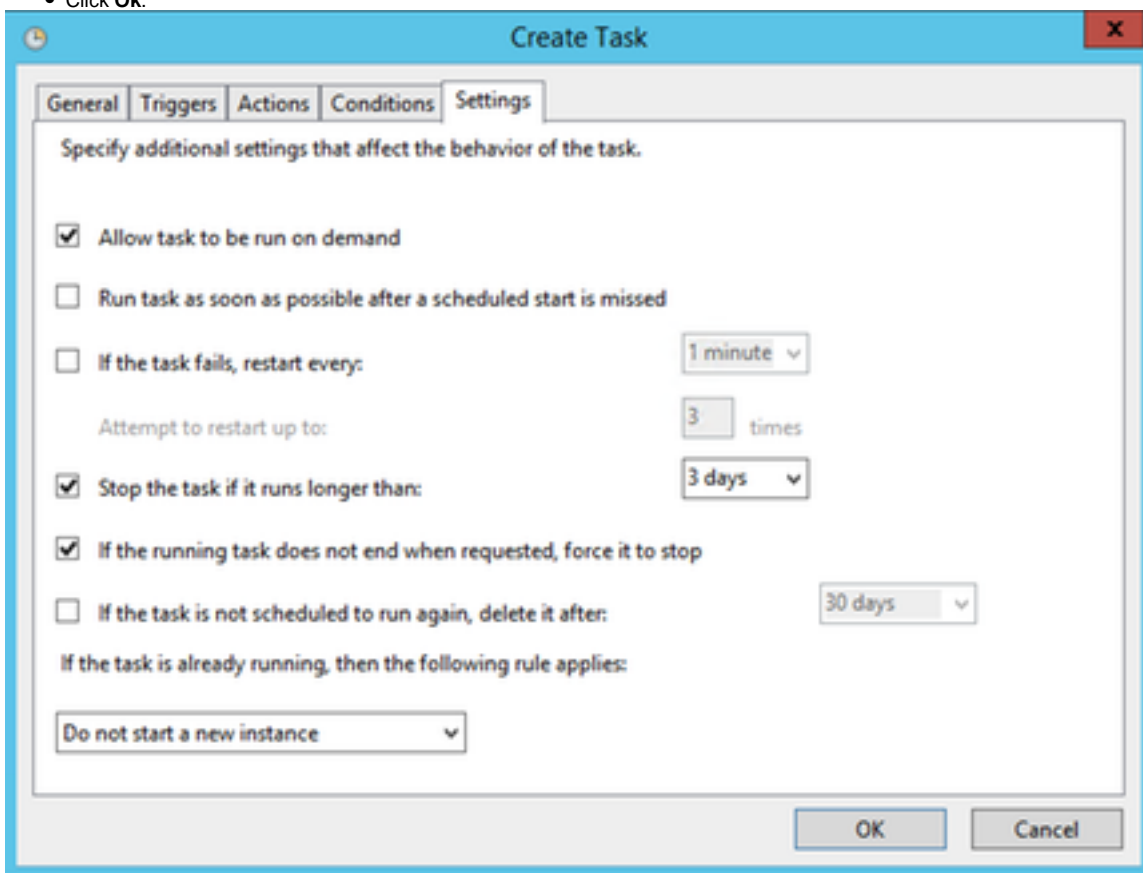 • Click Ok.
Create Task
x
General Triggers Actions Conditions Settings
Specify additional settings that affect the behavior of the task.
Allow task to be run on demand
Run task as soon as possible after a scheduled start is missed
If the task fails, restart every: 1 minute
Attempt to restart up to: 3 times
Stop the task if it runs longer than: 3 days
If the running task does not end when requested, force it to stop
If the task is not scheduled to run again, delete it after: 30 days
If the task is already running, then the following rule applies:
Do not start a new instance
OK Cancel